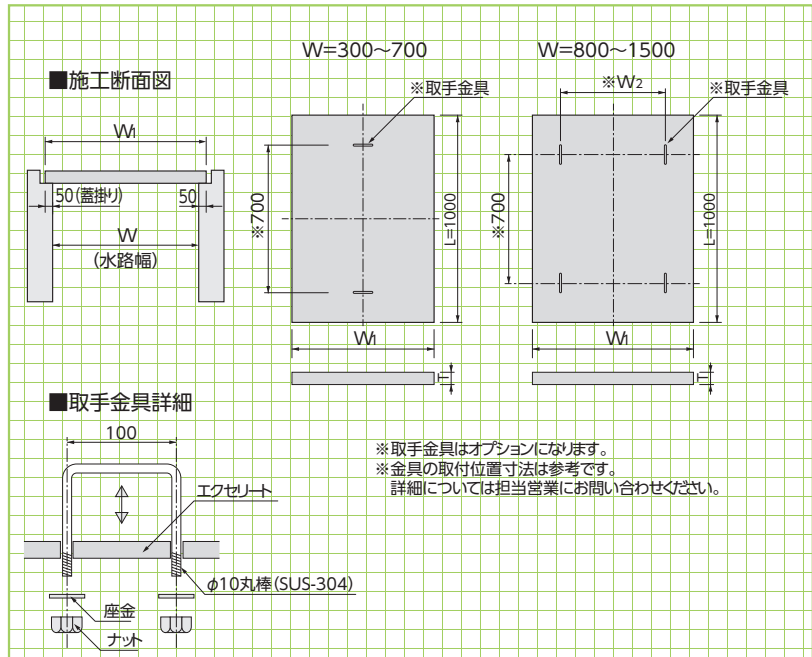 ■施工断面図
W1
50(蓋掛り)
50
W
(水路幅)
W=300～700
※取手金具
※700
L=1000
W1
T
W=800～1500
※W2
※取手金具
※700
L=1000
W1
T
■取手金具詳細
100
エクセリート
φ10丸棒(SUS-304)
座金
ナット
※取手金具はオプションになります。
※金具の取付位置寸法は参考です。
詳細については担当営業にお問い合わせください。